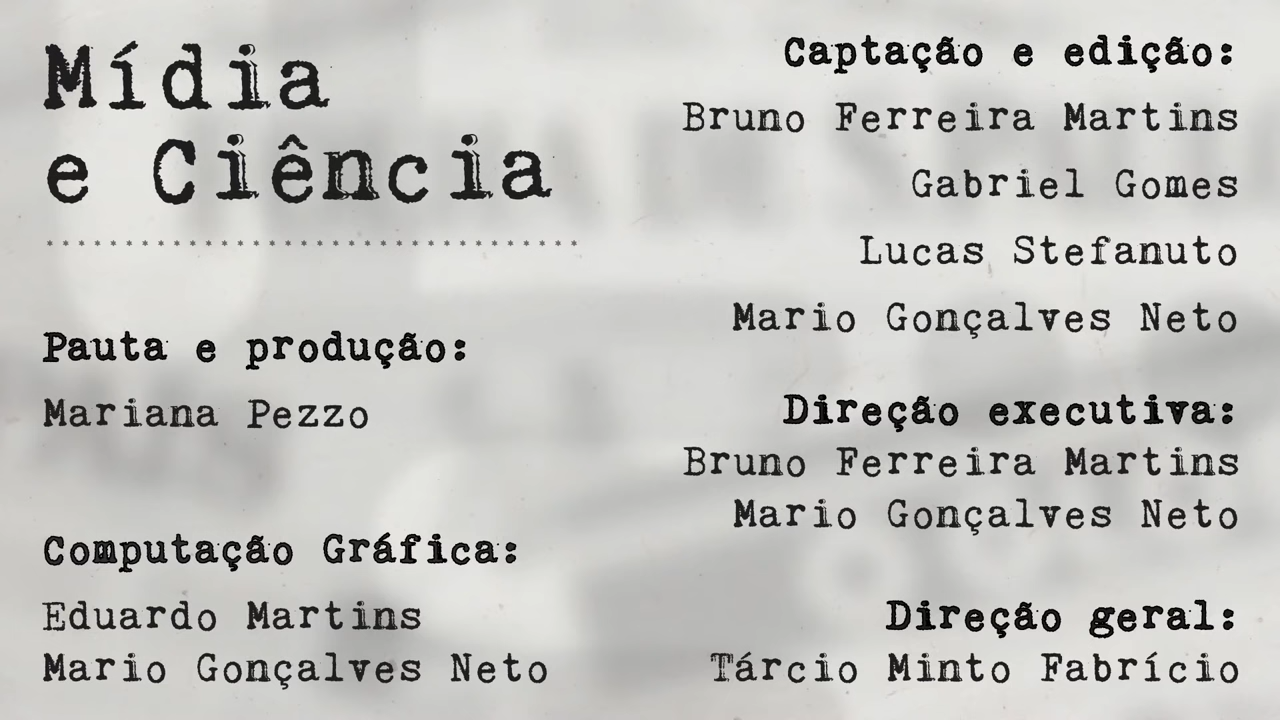 Mídia
e Ciência
Pauta e produção:
Mariana Pezzo
Computação Gráfica:
Eduardo Martins
Mario Gonçalves Neto
Captação e edição:
Bruno Ferreira Martins
Gabriel Gomes
Lucas Stefanuto
Mario Gonçalves Neto
Direção executiva:
Bruno Ferreira Martins
Mario Gonçalves Neto
Direção geral:
Tárcio Minto Fabrício